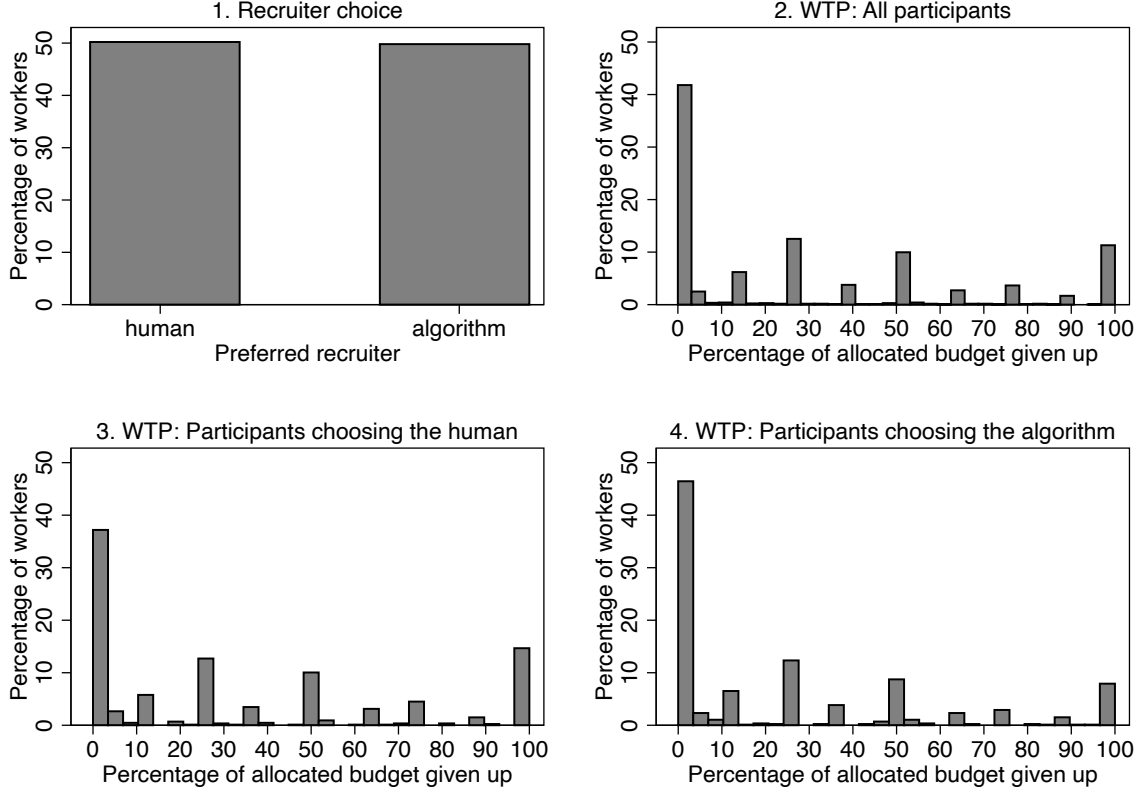 1. Recruiter choice
Percentage of workers
50
40
30
20
10
0
human
algorithm
Preferred recruiter
2. WTP: All participants
Percentage of workers
50
40
30
20
10
0
0 10 20 30 40 50 60 70 80 90 100
Percentage of allocated budget given up
3. WTP: Participants choosing the human
Percentage of workers
50
40
30
20
10
0
0 10 20 30 40 50 60 70 80 90 100
Percentage of allocated budget given up
4. WTP: Participants choosing the algorithm
Percentage of workers
50
40
30
20
10
0
0 10 20 30 40 50 60 70 80 90 100
Percentage of allocated budget given up